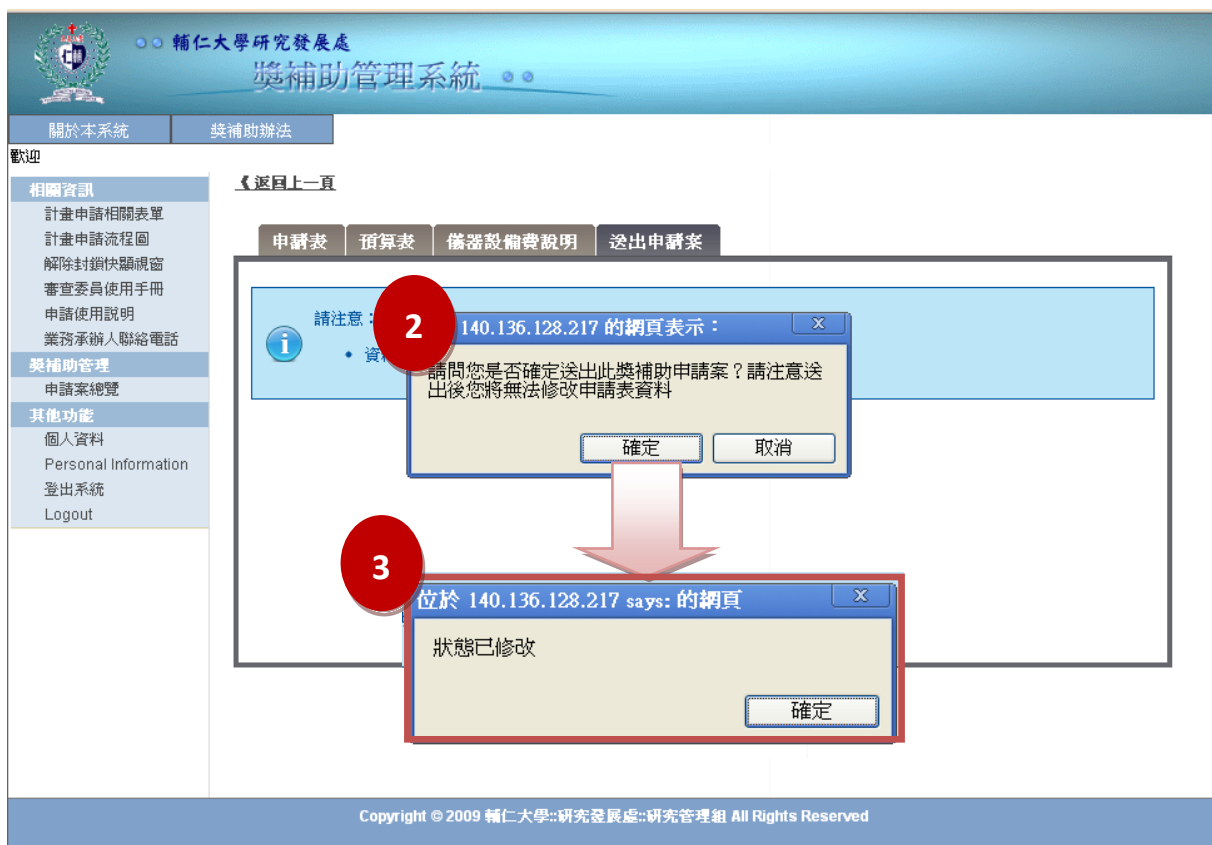 輔仁大學研究發展處
獎補助管理系統
關於本系統
獎補助辦法
歡迎
相關資訊
計畫申請相關表單
計畫申請流程圖
解除封鎖快顯視窗
審查委員使用手冊
申請使用說明
業務承辦人聯絡電話
獎補助管理
申請案總覽
其他功能
個人資料
Personal Information
登出系統
Logout
《返回上一頁
申請表
預算表
儀器設備費說明
送出申請案
請注意：
• 資
2
140.136.128.217 的網頁表示：
X
請問您是否確定送出此獎補助申請案？請注意送
出後您將無法修改申請表資料
確定
取消
3
位於 140.136.128.217 says: 的網頁
X
狀態已修改
確定
Copyright © 2009 輔仁大學::研究發展處::研究管理組 All Rights Reserved